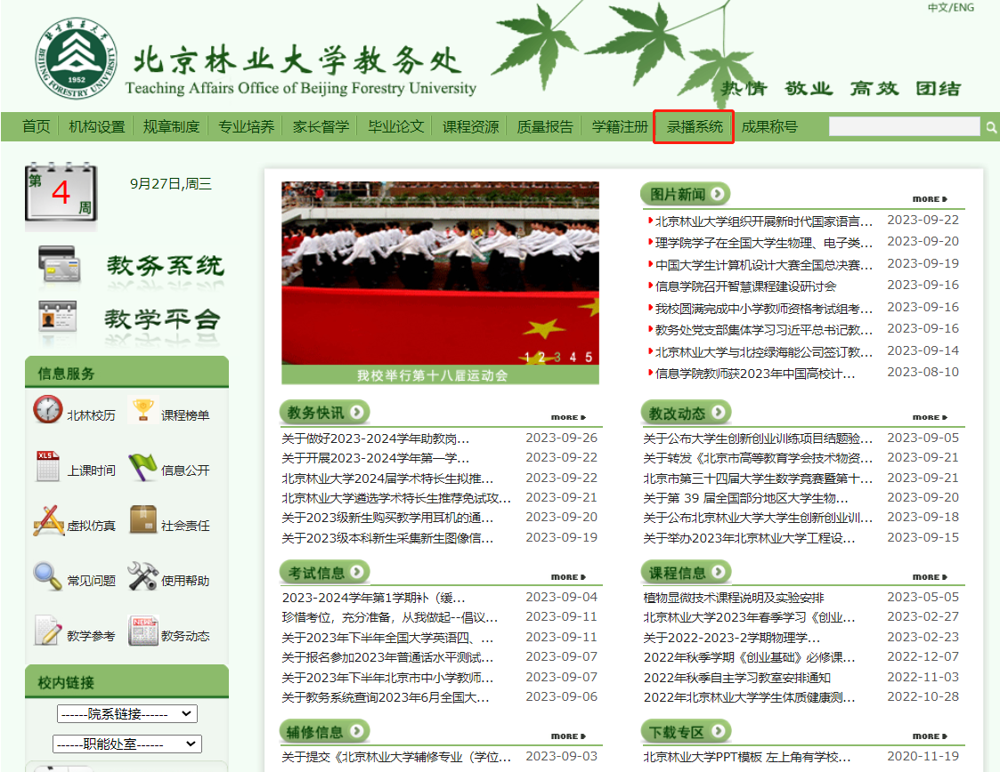 中文/ENG
北京林业大学教务处
Teaching Affairs Office of Beijing Forestry University
BEIJING FORESTRY UNIVERSITY
1952
热情 敬业 高效 团结
首页 机构设置 规章制度 专业培养 家长督学 毕业论文 课程资源 质量报告 学籍注册 录播系统 成果称号
第4周
9月27日,周三
教务系统
教学平台
信息服务
北林校历 课程榜单
上课时间 信息公开
虚拟仿真 社会责任
常见问题 使用帮助
教学参考 教务动态
校内链接
------院系链接------
------职能处室------
1 2 3 4 5
我校举行第十八届运动会
图片新闻 MORE
北京林业大学组织开展新时代国家语言... 2023-09-22
理学院学子在全国大学生物理、电子类... 2023-09-20
中国大学生计算机设计大赛全国总决赛... 2023-09-19
信息学院召开智慧课程建设研讨会 2023-09-16
我校圆满完成中小学教师资格考试组考... 2023-09-16
教务处党支部集体学习习近平总书记教... 2023-09-16
北京林业大学与北控绿海能公司签订教... 2023-09-14
信息学院教师获2023年中国高校计... 2023-08-10
教务快讯 MORE
关于做好2023-2024学年助教岗... 2023-09-26
关于开展2023-2024学年第一学... 2023-09-22
北京林业大学2024届学术特长生拟推... 2023-09-22
北京林业大学遴选学术特长生推荐免试攻... 2023-09-21
关于2023级新生购买教学用耳机的通... 2023-09-20
关于2023级本科新生采集新生图像信... 2023-09-19
教改动态 MORE
关于公布大学生创新创业训练项目结题验... 2023-09-05
关于转发《北京市高等教育学会技术物资... 2023-09-21
北京市第三十四届大学生数学竞赛暨第十... 2023-09-21
关于第 39 届全国部分地区大学生物... 2023-09-20
关于公布北京林业大学大学生创新创业训... 2023-09-18
关于举办2023年北京林业大学工程设... 2023-09-15
考试信息 MORE
2023-2024学年第1学期补（缓... 2023-09-04
珍惜考位，充分准备，从我做起--倡议... 2023-09-11
关于2023年下半年全国大学英语四、... 2023-09-11
关于报名参加2023年普通话水平测试... 2023-09-07
关于2023年下半年北京市中小学教师... 2023-09-07
关于教务系统查询2023年6月全国大... 2023-09-06
课程信息 MORE
植物显微技术课程说明及实验安排 2023-05-05
北京林业大学2023年春季学习《创业... 2023-02-27
关于2022-2023-2学期物理学... 2023-02-23
2022年秋季学期《创业基础》必修课... 2022-12-07
2022年秋季自主学习教室安排通知 2022-11-03
2022年北京林业大学学生体质健康测... 2022-10-28
辅修信息 MORE
关于提交《北京林业大学辅修专业（学位... 2023-09-03
下载专区 MORE
北京林业大学PPT模板 左上角有学校... 2020-11-19